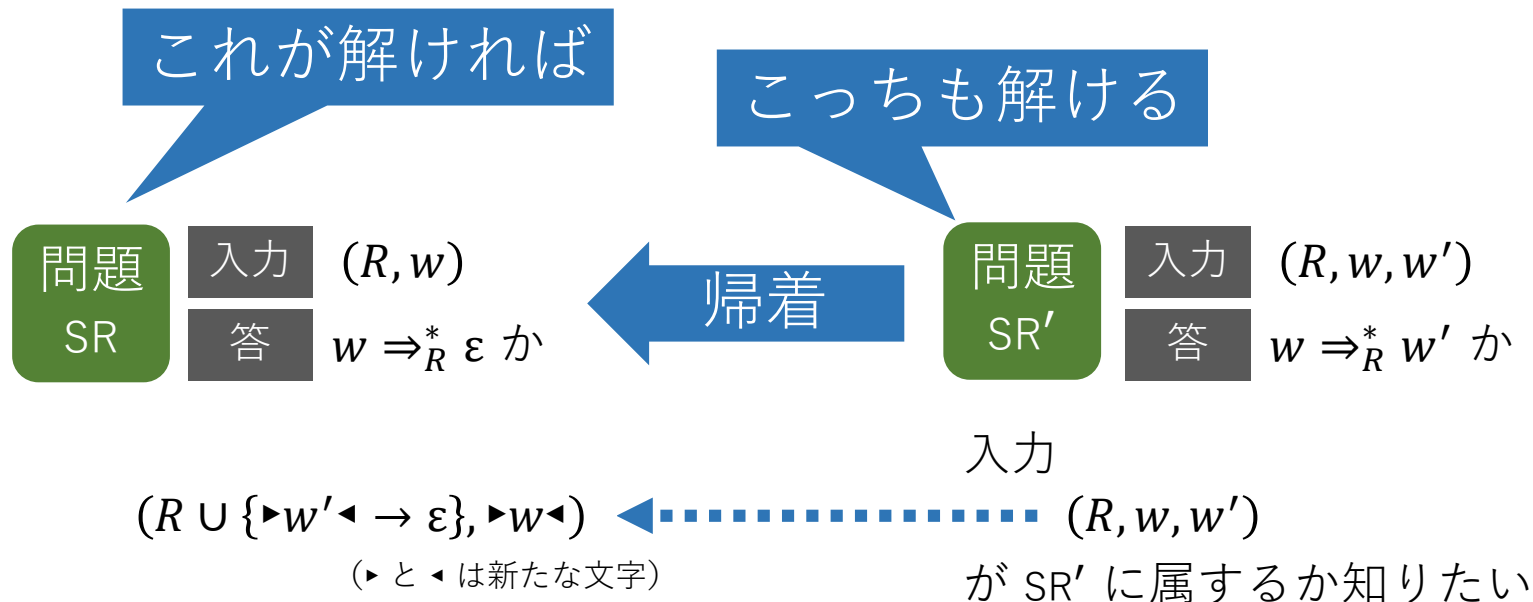 これが解ければ
こっちも解ける
問題
SR
入力
(R, w)
答
w ⇒*R ε か
帰着
問題
SR′
入力
(R, w, w′)
答
w ⇒*R w′ か
入力
(R ∪ {▸w′◂ → ε}, ▸w◂)
(R, w, w′)
(▸ と ◂ は新たな文字)
が SR′ に属するか知りたい